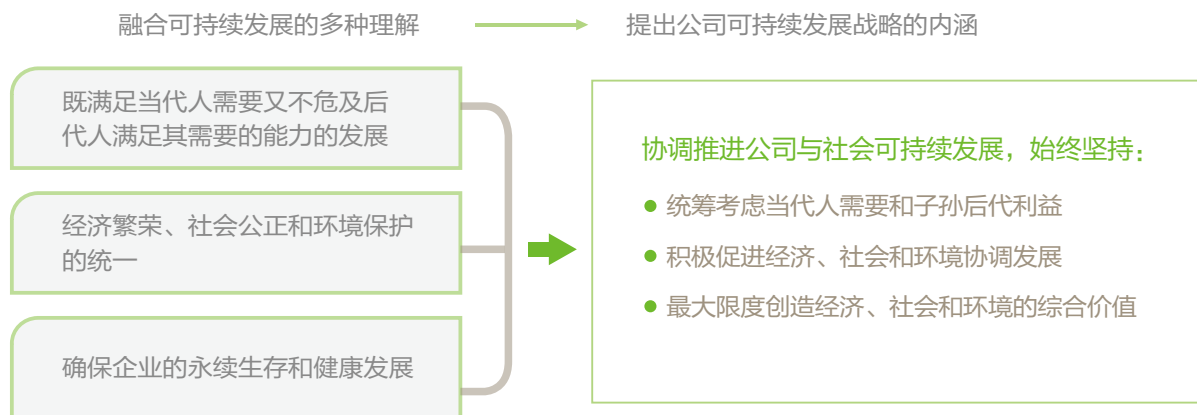 融合可持续发展的多种理解
提出公司可持续发展战略的内涵
既满足当代人需要又不危及后
代人满足其需要的能力的发展
经济繁荣、社会公正和环境保护
的统一
确保企业的永续生存和健康发展
协调推进公司与社会可持续发展，始终坚持：
● 统筹考虑当代人需要和子孙后代利益
● 积极促进经济、社会和环境协调发展
● 最大限度创造经济、社会和环境的综合价值